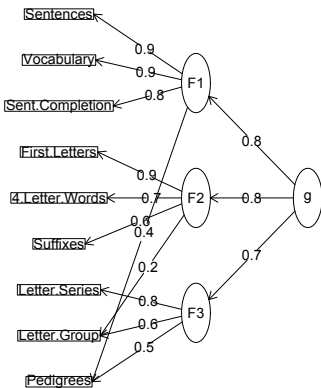 Sentences
0.9
Vocabulary
0.9
F1
Sent.Completion
0.8
0.8
First.Letters
0.9
4.Letter.Words
0.7
F2
0.8
g
0.6
Suffixes
0.4
0.2
0.7
Letter.Series
0.8
F3
Letter.Group
0.6
0.5
Pedigrees